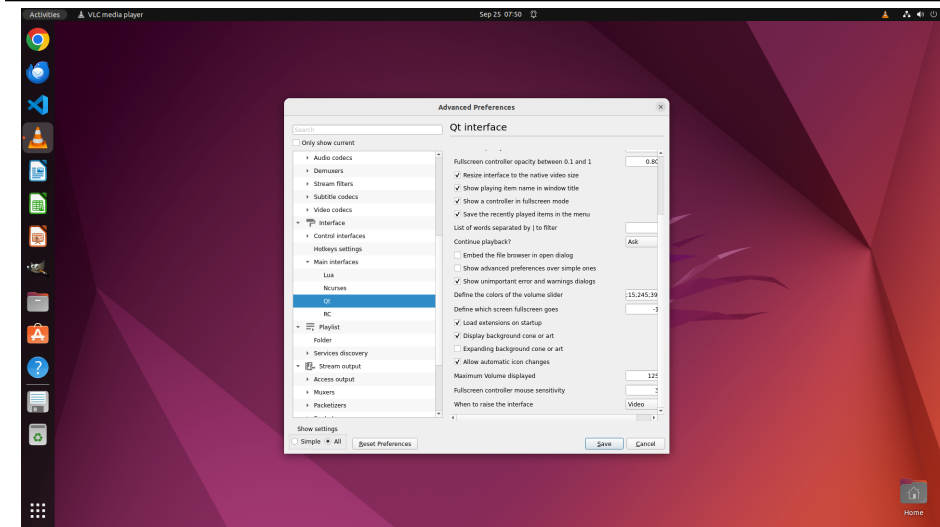 Activities
VLC media player
Sep 25 07:50
Advanced Preferences
Search
Only show current
Audio codecs
Demuxers
Stream filters
Subtitle codecs
Video codecs
Interface
Control interfaces
Hotkeys settings
Main interfaces
Lua
Ncurses
Qt
RC
Playlist
Folder
Services discovery
Stream output
Access output
Muxers
Packetizers
Qt interface
Fullscreen controller opacity between 0.1 and 1
0.80
Resize interface to the native video size
Show playing item name in window title
Show a controller in fullscreen mode
Save the recently played items in the menu
List of words separated by | to filter
Continue playback?
Ask
Embed the file browser in open dialog
Show advanced preferences over simple ones
Show unimportant error and warnings dialogs
Define the colors of the volume slider
;15;245;39
Define which screen fullscreen goes
-1
Load extensions on startup
Display background cone or art
Expanding background cone or art
Allow automatic icon changes
Maximum Volume displayed
125
Fullscreen controller mouse sensitivity
3
When to raise the interface
Video
Show settings
Simple
All
Reset Preferences
Save
Cancel
Home